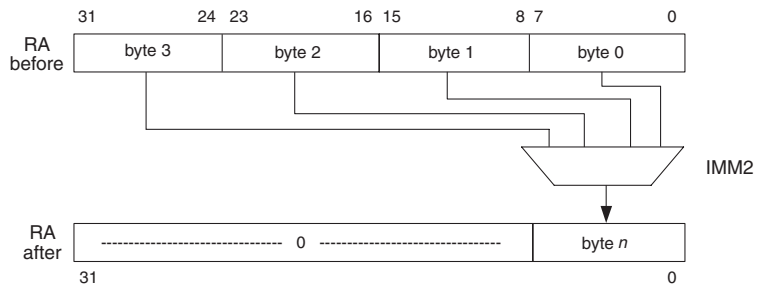 31 24 23 16 15 8 7 0
RA before
byte 3 byte 2 byte 1 byte 0
IMM2
RA after
0 byte n
31 0